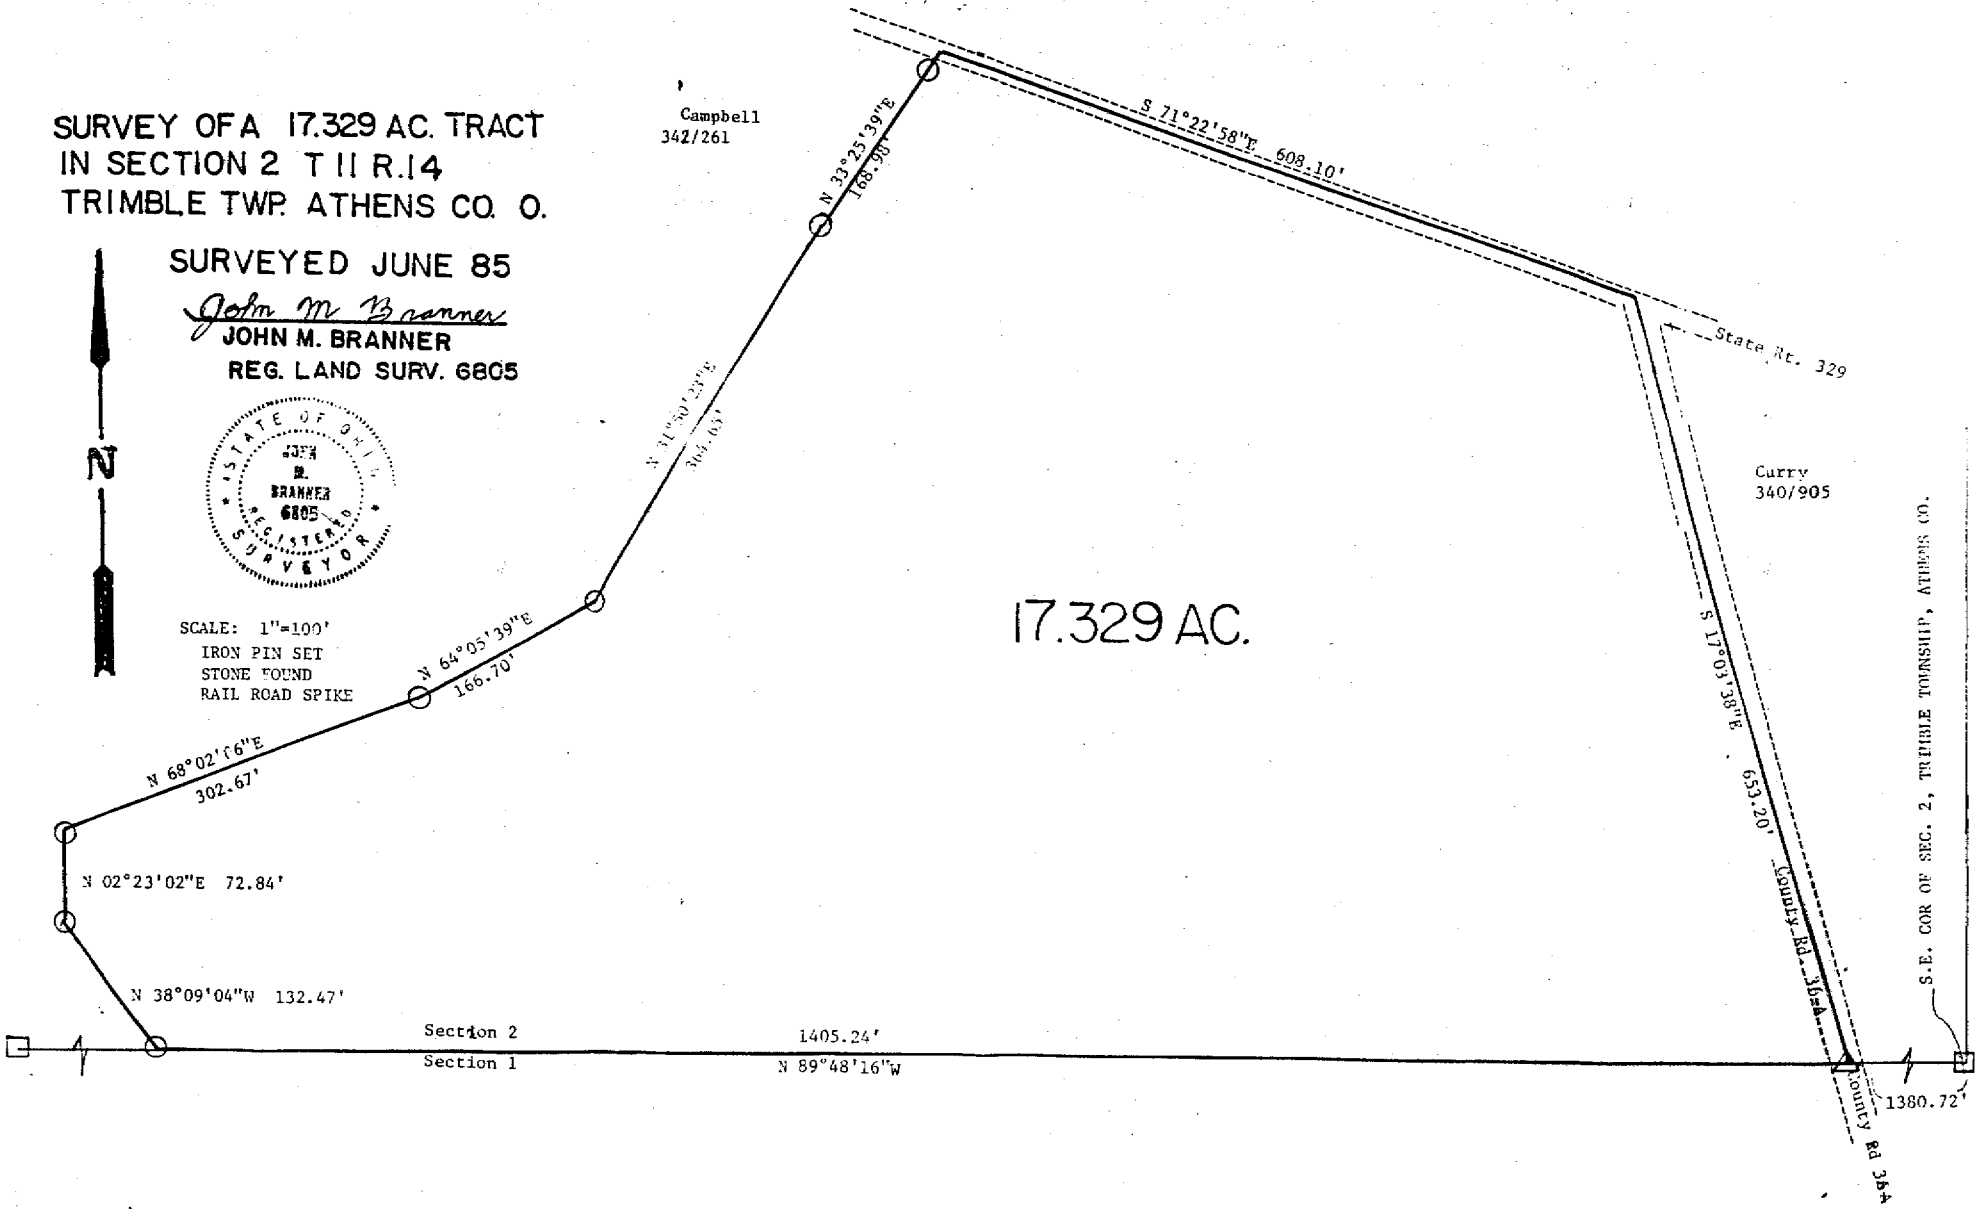 SURVEY OF A 17.329 AC. TRACT
IN SECTION 2 T 11 R.14
TRIMBLE TWP. ATHENS CO. O.
SURVEYED JUNE 85
John M Branner
JOHN M. BRANNER
REG. LAND SURV. 6805
N
STATE OF OHIO
JOHN
M.
BRANNER
6805
REGISTERED
SURVEYOR
SCALE: 1"=100'
IRON PIN SET
STONE FOUND
RAIL ROAD SPIKE
Campbell
342/261
N 33°25'39"E
168.98'
S 71°22'58"E 608.10'
State Rt. 329
Curry
340/905
N 31°50'23"E
364.65'
17.329 AC.
N 64°05'39"E
166.70'
N 68°02' "E
302.67'
S 17°03'38"E 653.20'
County Rd. 36-A
S.E. COR OF SEC. 2, TRIMBLE TOWNSHIP, ATHENS CO.
N 02°23'02"E 72.84'
N 38°09'04"W 132.47'
Section 2
1405.24'
Section 1
N 89°48'16"W
1380.72'
County Rd 36A